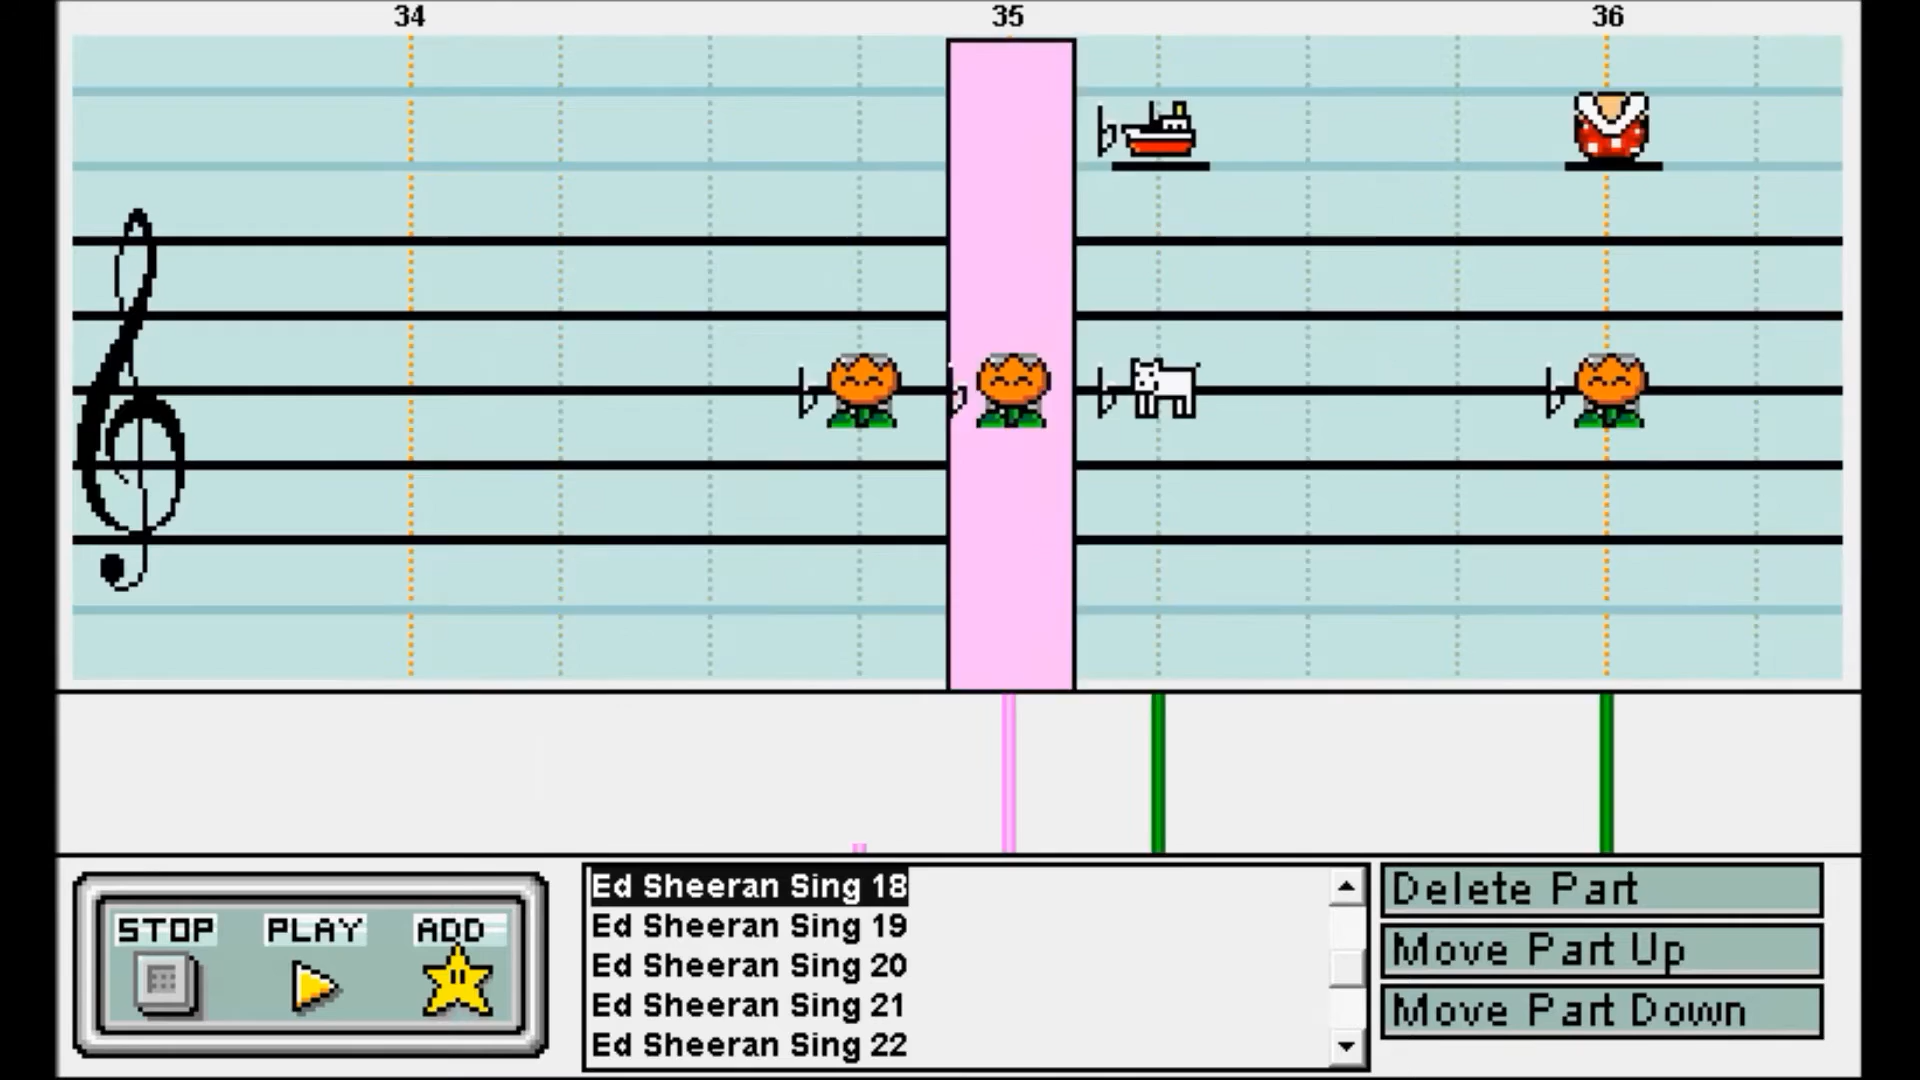 34 35 36
STOP PLAY ADD
Ed Sheeran Sing 18
Ed Sheeran Sing 19
Ed Sheeran Sing 20
Ed Sheeran Sing 21
Ed Sheeran Sing 22
Delete Part
Move Part Up
Move Part Down